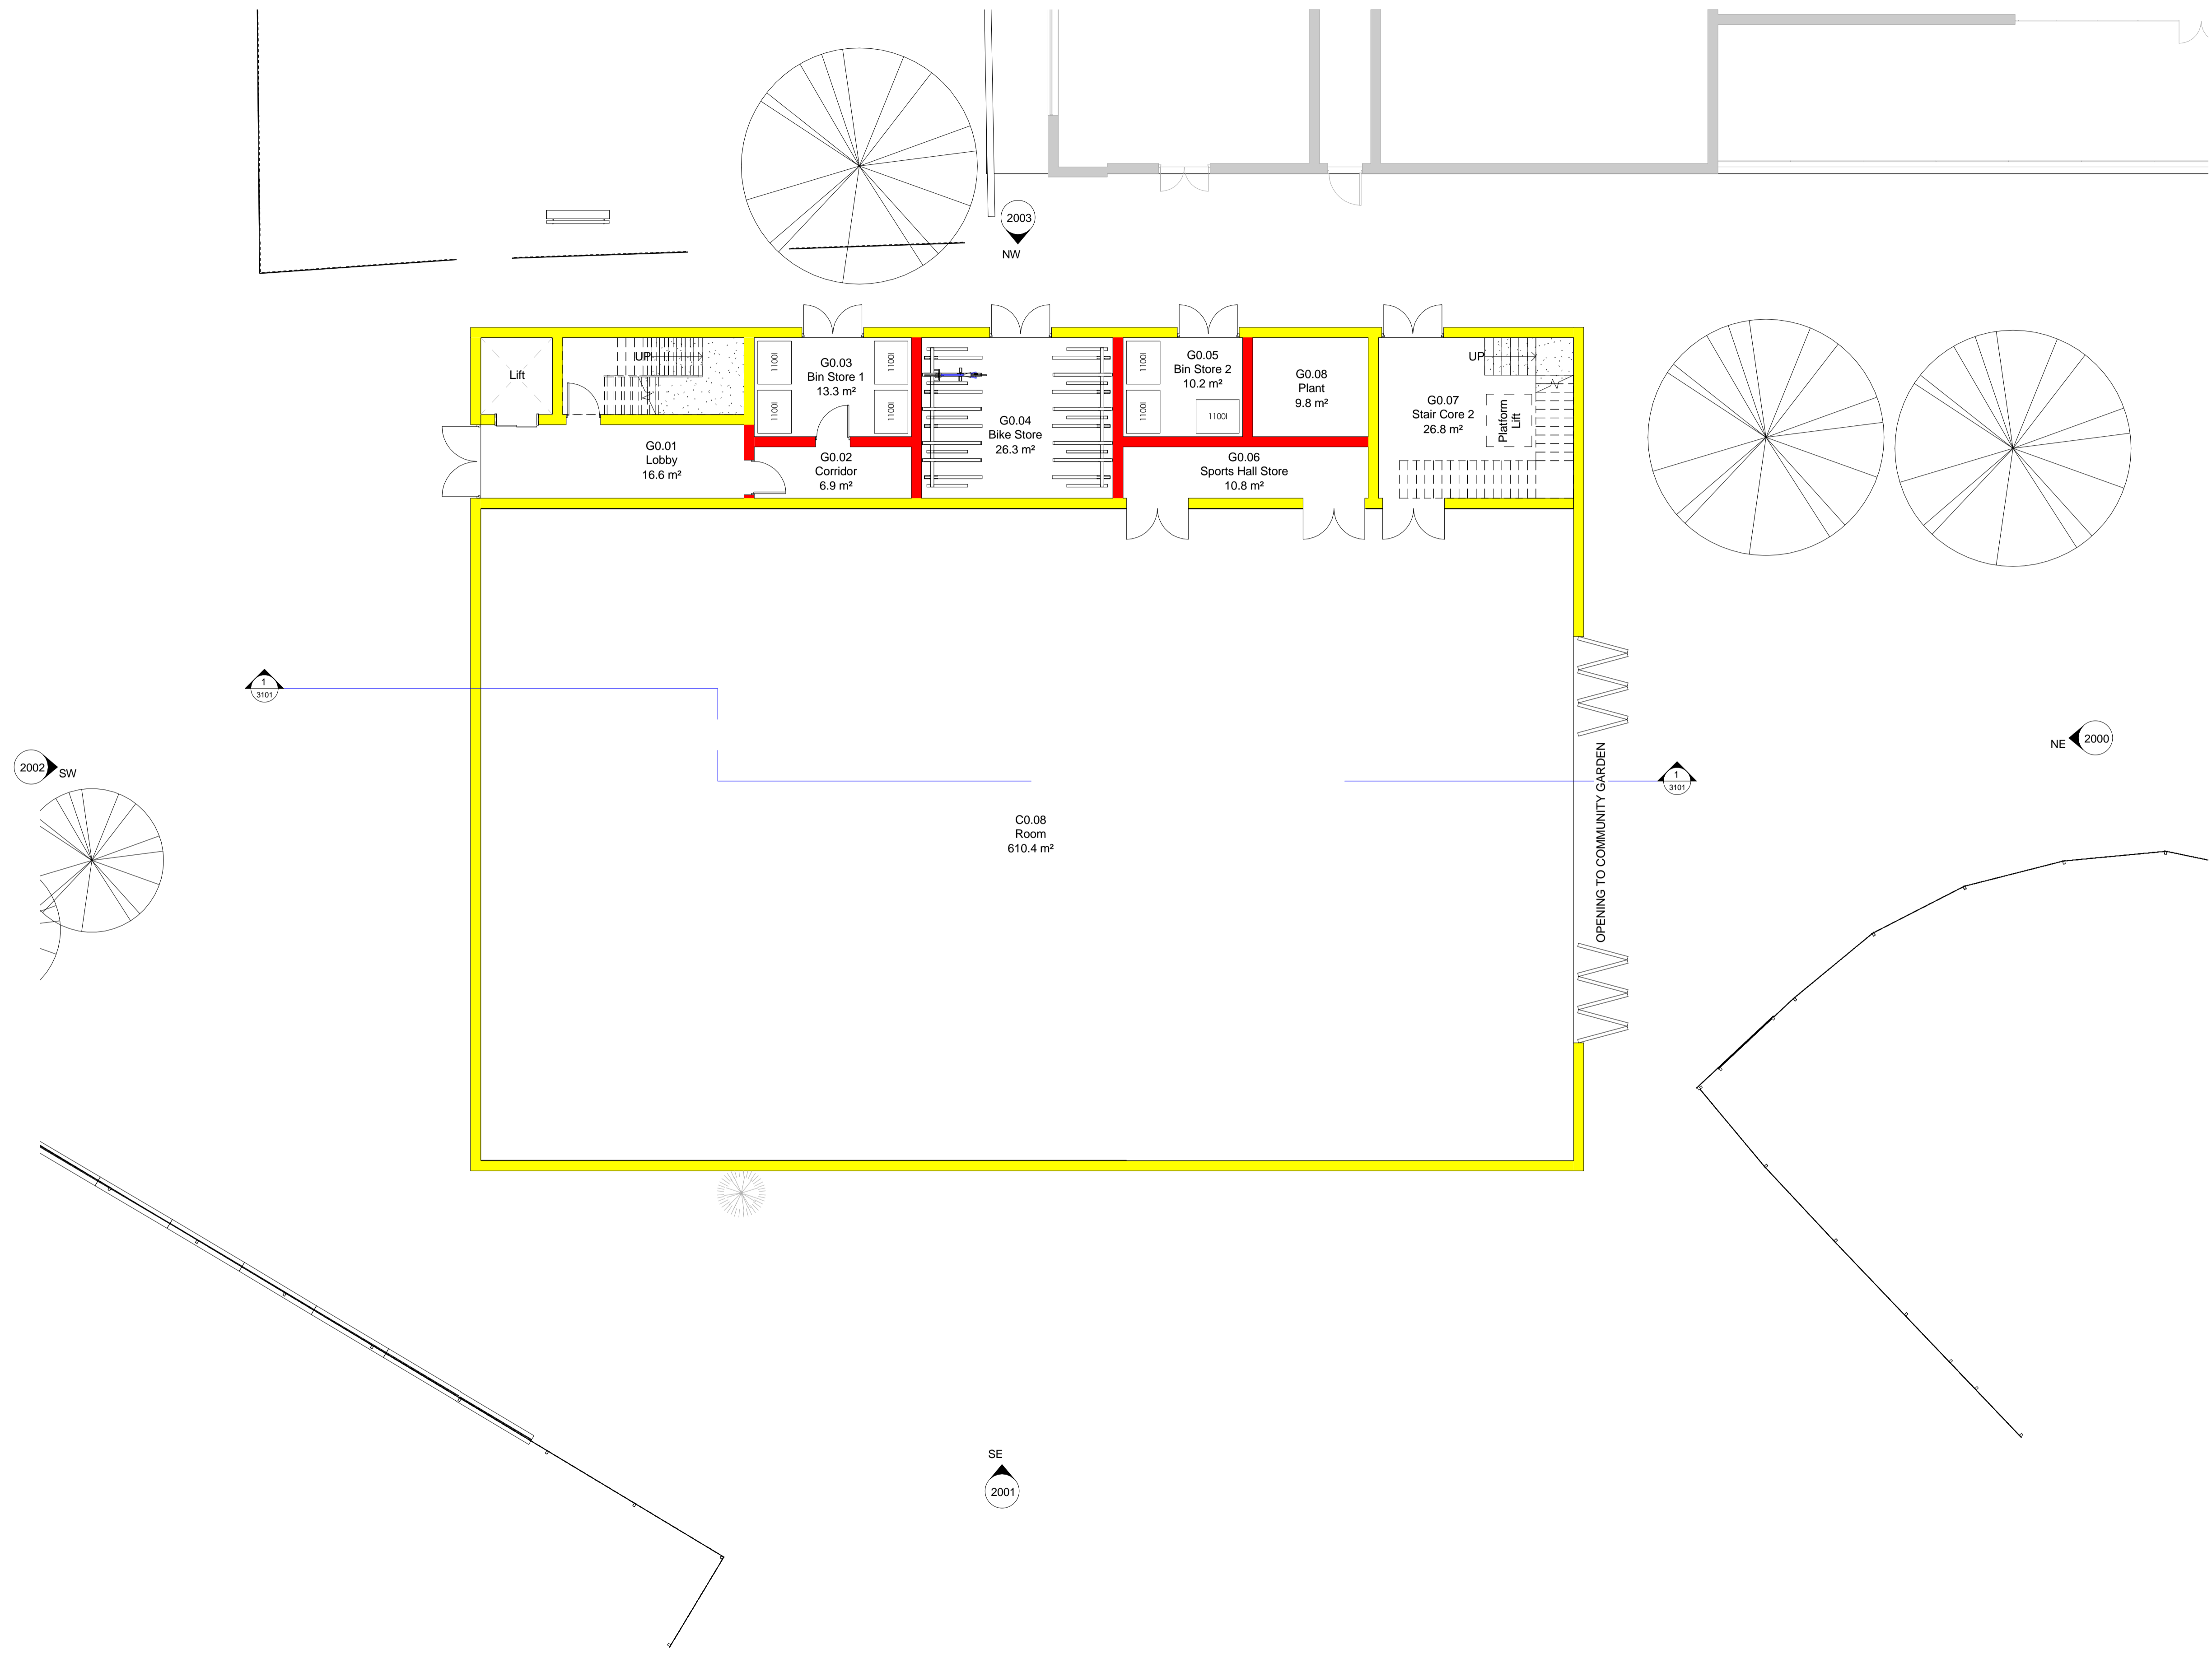 2003
NW
UP
Lift
G0.03
Bin Store 1
13.3 m²
1100l
1100l
1100l
1100l
G0.04
Bike Store
26.3 m²
G0.05
Bin Store 2
10.2 m²
1100l
1100l
1100l
G0.08
Plant
9.8 m²
UP
G0.07
Stair Core 2
26.8 m²
Platform
Lift
G0.01
Lobby
16.6 m²
G0.02
Corridor
6.9 m²
G0.06
Sports Hall Store
10.8 m²
1
3101
2002
SW
OPENING TO COMMUNITY GARDEN
NE
2000
1
3101
C0.08
Room
610.4 m²
SE
2001